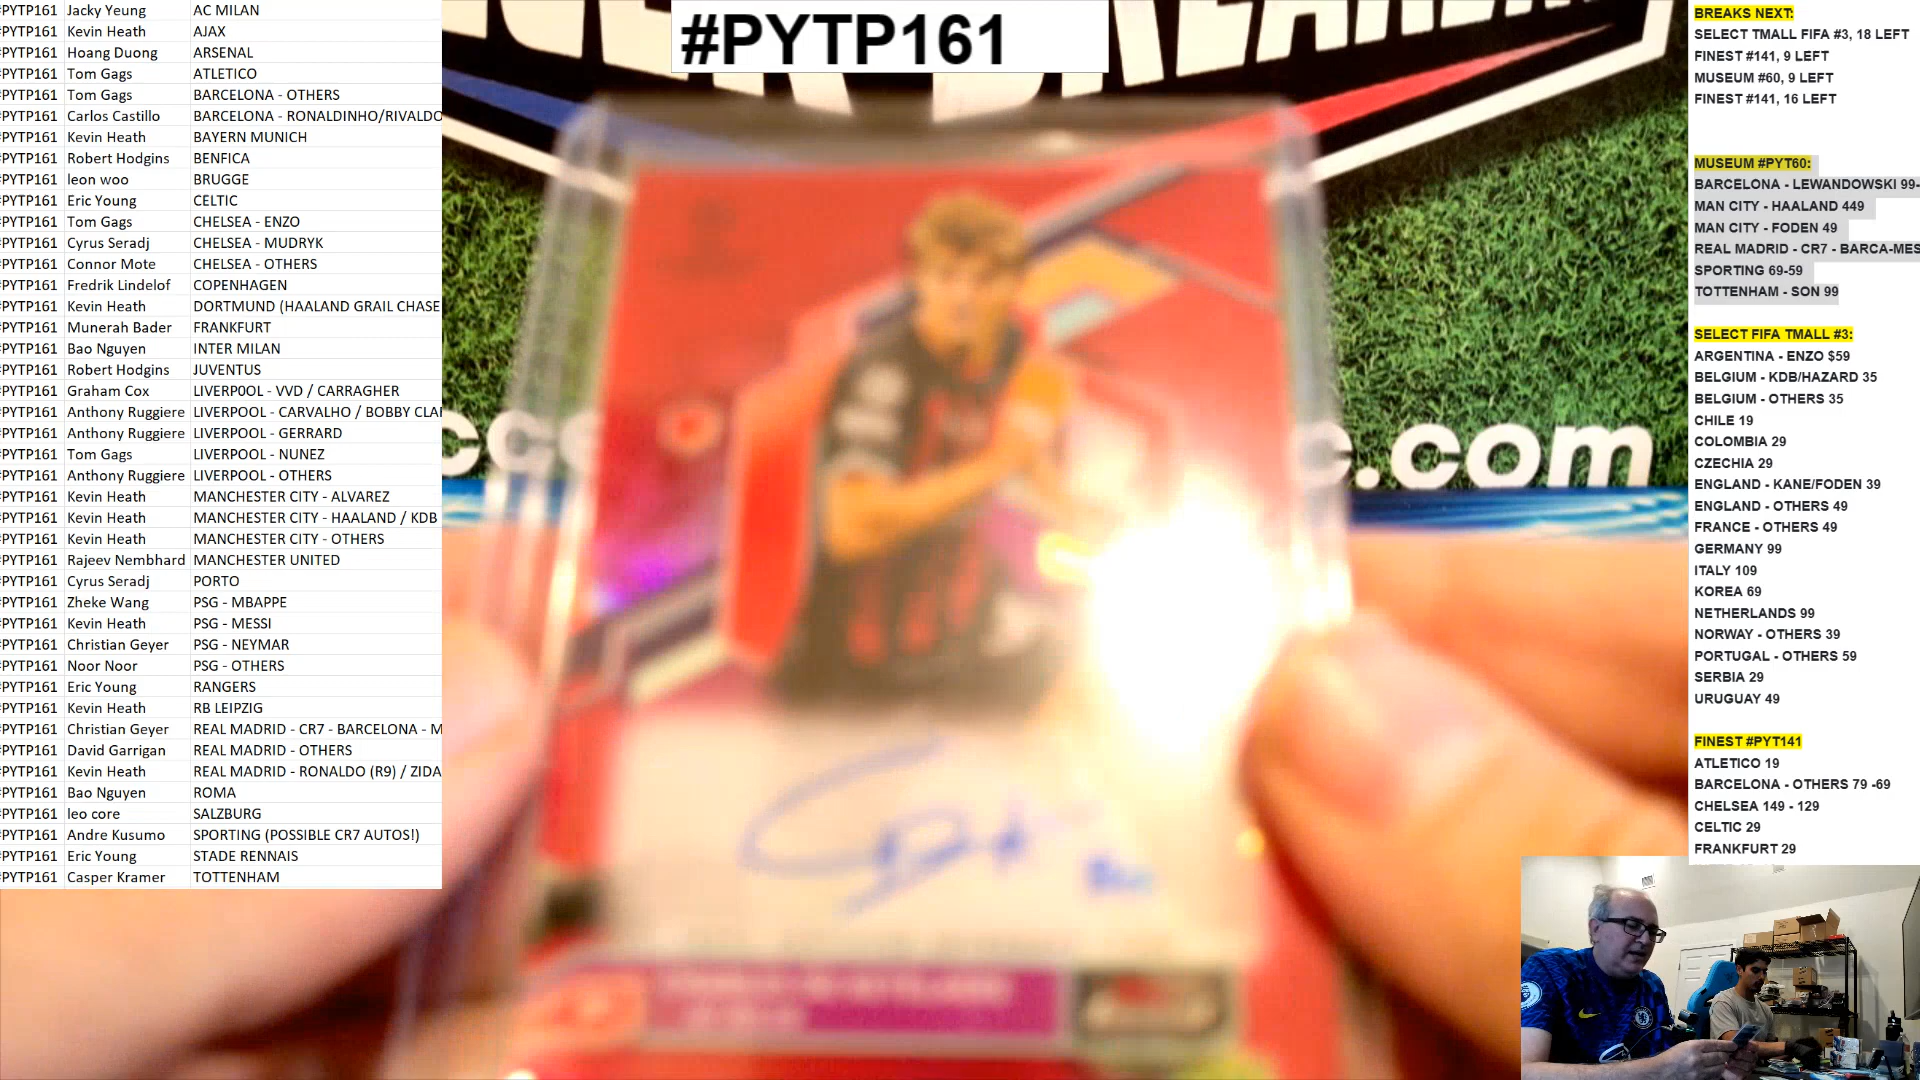 #PYTP161
#PYTP161 Jacky Yeung AC MILAN
#PYTP161 Kevin Heath AJAX
#PYTP161 Hoang Duong ARSENAL
#PYTP161 Tom Gags ATLETICO
#PYTP161 Tom Gags BARCELONA - OTHERS
#PYTP161 Carlos Castillo BARCELONA - RONALDINHO/RIVALDO
#PYTP161 Kevin Heath BAYERN MUNICH
#PYTP161 Robert Hodgins BENFICA
#PYTP161 leon woo BRUGGE
#PYTP161 Eric Young CELTIC
#PYTP161 Tom Gags CHELSEA - ENZO
#PYTP161 Cyrus Seradj CHELSEA - MUDRYK
#PYTP161 Connor Mote CHELSEA - OTHERS
#PYTP161 Fredrik Lindelof COPENHAGEN
#PYTP161 Kevin Heath DORTMUND (HAALAND GRAIL CHASE
#PYTP161 Munerah Bader FRANKFURT
#PYTP161 Bao Nguyen INTER MILAN
#PYTP161 Robert Hodgins JUVENTUS
#PYTP161 Graham Cox LIVERP0OL - VVD / CARRAGHER
#PYTP161 Anthony Ruggiere LIVERPOOL - CARVALHO / BOBBY CLA
#PYTP161 Anthony Ruggiere LIVERPOOL - GERRARD
#PYTP161 Tom Gags LIVERPOOL - NUNEZ
#PYTP161 Anthony Ruggiere LIVERPOOL - OTHERS
#PYTP161 Kevin Heath MANCHESTER CITY - ALVAREZ
#PYTP161 Kevin Heath MANCHESTER CITY - HAALAND / KDB
#PYTP161 Kevin Heath MANCHESTER CITY - OTHERS
#PYTP161 Rajeev Nembhard MANCHESTER UNITED
#PYTP161 Cyrus Seradj PORTO
#PYTP161 Zheke Wang PSG - MBAPPE
#PYTP161 Kevin Heath PSG - MESSI
#PYTP161 Christian Geyer PSG - NEYMAR
#PYTP161 Noor Noor PSG - OTHERS
#PYTP161 Eric Young RANGERS
#PYTP161 Kevin Heath RB LEIPZIG
#PYTP161 Christian Geyer REAL MADRID - CR7 - BARCELONA - M
#PYTP161 David Garrigan REAL MADRID - OTHERS
#PYTP161 Kevin Heath REAL MADRID - RONALDO (R9) / ZIDA
#PYTP161 Bao Nguyen ROMA
#PYTP161 leo core SALZBURG
#PYTP161 Andre Kusumo SPORTING (POSSIBLE CR7 AUTOS!)
#PYTP161 Eric Young STADE RENNAIS
#PYTP161 Casper Kramer TOTTENHAM
c.com
BREAKS NEXT:
SELECT TMALL FIFA #3, 18 LEFT
FINEST #141, 9 LEFT
MUSEUM #60, 9 LEFT
FINEST #141, 16 LEFT
MUSEUM #PYT60:
BARCELONA - LEWANDOWSKI 99-
MAN CITY - HAALAND 449
MAN CITY - FODEN 49
REAL MADRID - CR7 - BARCA-MES
SPORTING 69-59
TOTTENHAM - SON 99
SELECT FIFA TMALL #3:
ARGENTINA - ENZO $59
BELGIUM - KDB/HAZARD 35
BELGIUM - OTHERS 35
CHILE 19
COLOMBIA 29
CZECHIA 29
ENGLAND - KANE/FODEN 39
ENGLAND - OTHERS 49
FRANCE - OTHERS 49
GERMANY 99
ITALY 109
KOREA 69
NETHERLANDS 99
NORWAY - OTHERS 39
PORTUGAL - OTHERS 59
SERBIA 29
URUGUAY 49
FINEST #PYT141
ATLETICO 19
BARCELONA - OTHERS 79 -69
CHELSEA 149 - 129
CELTIC 29
FRANKFURT 29